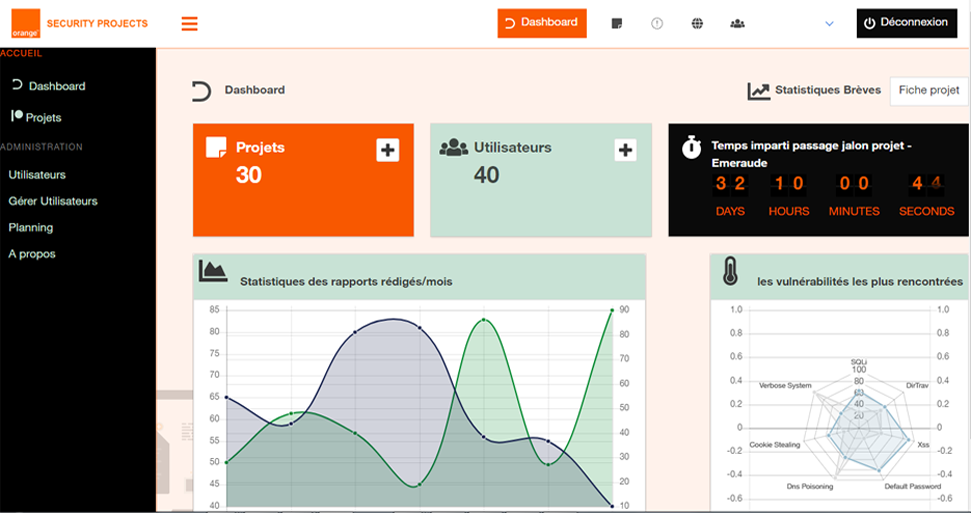 orange
SECURITY PROJECTS
Dashboard
Déconnexion
ACCUEIL
Dashboard
Projets
ADMINISTRATION
Utilisateurs
Gérer Utilisateurs
Planning
A propos
Dashboard
Statistiques Brèves
Fiche projet
Projets
30
Utilisateurs
40
Temps imparti passage jalon projet -
Emeraude
32 10 00 44
DAYS HOURS MINUTES SECONDS
Statistiques des rapports rédigés/mois
85
80
75
70
65
60
55
50
45
40
90
80
70
60
50
40
30
20
10
les vulnérabilités les plus rencontrées
1.0
0.8
0.6
0.4
0.2
0
-0.2
-0.4
-0.6
SQLi
100
80
60
40
20
Verbose System
DirTrav
Cookie Stealing
Xss
Dns Poisoning
Default Password
1.0
0.8
0.6
0.4
0.2
0
-0.2
-0.4
-0.6